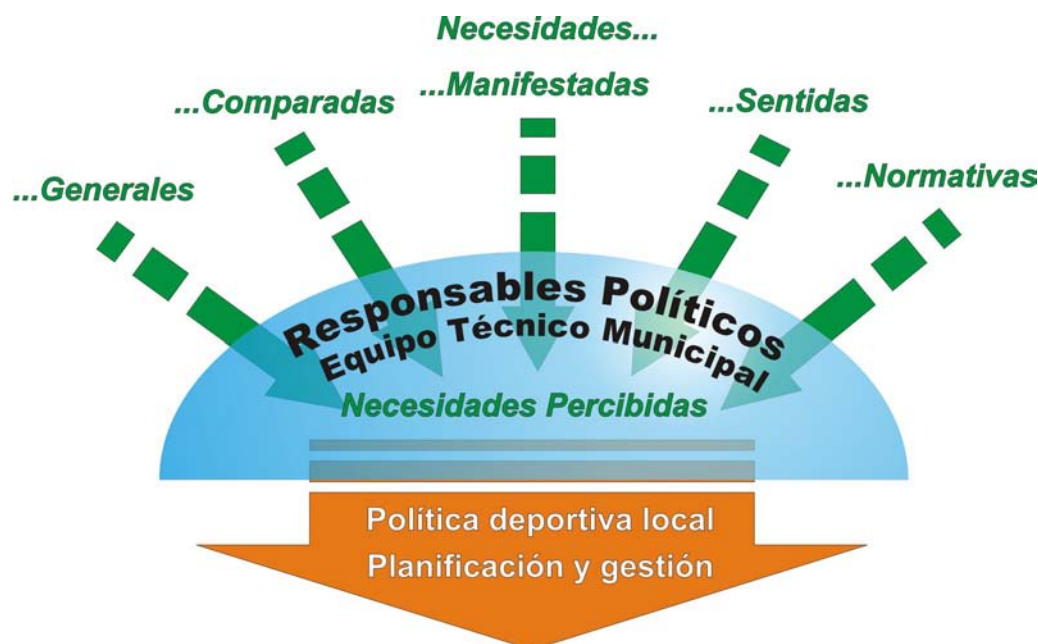 Necesidades...
...Manifestadas
...Comparadas
...Sentidas
...Generales
...Normativas
Responsables Políticos
Equipo Técnico Municipal
Necesidades Percibidas
Política deportiva local
Planificación y gestión